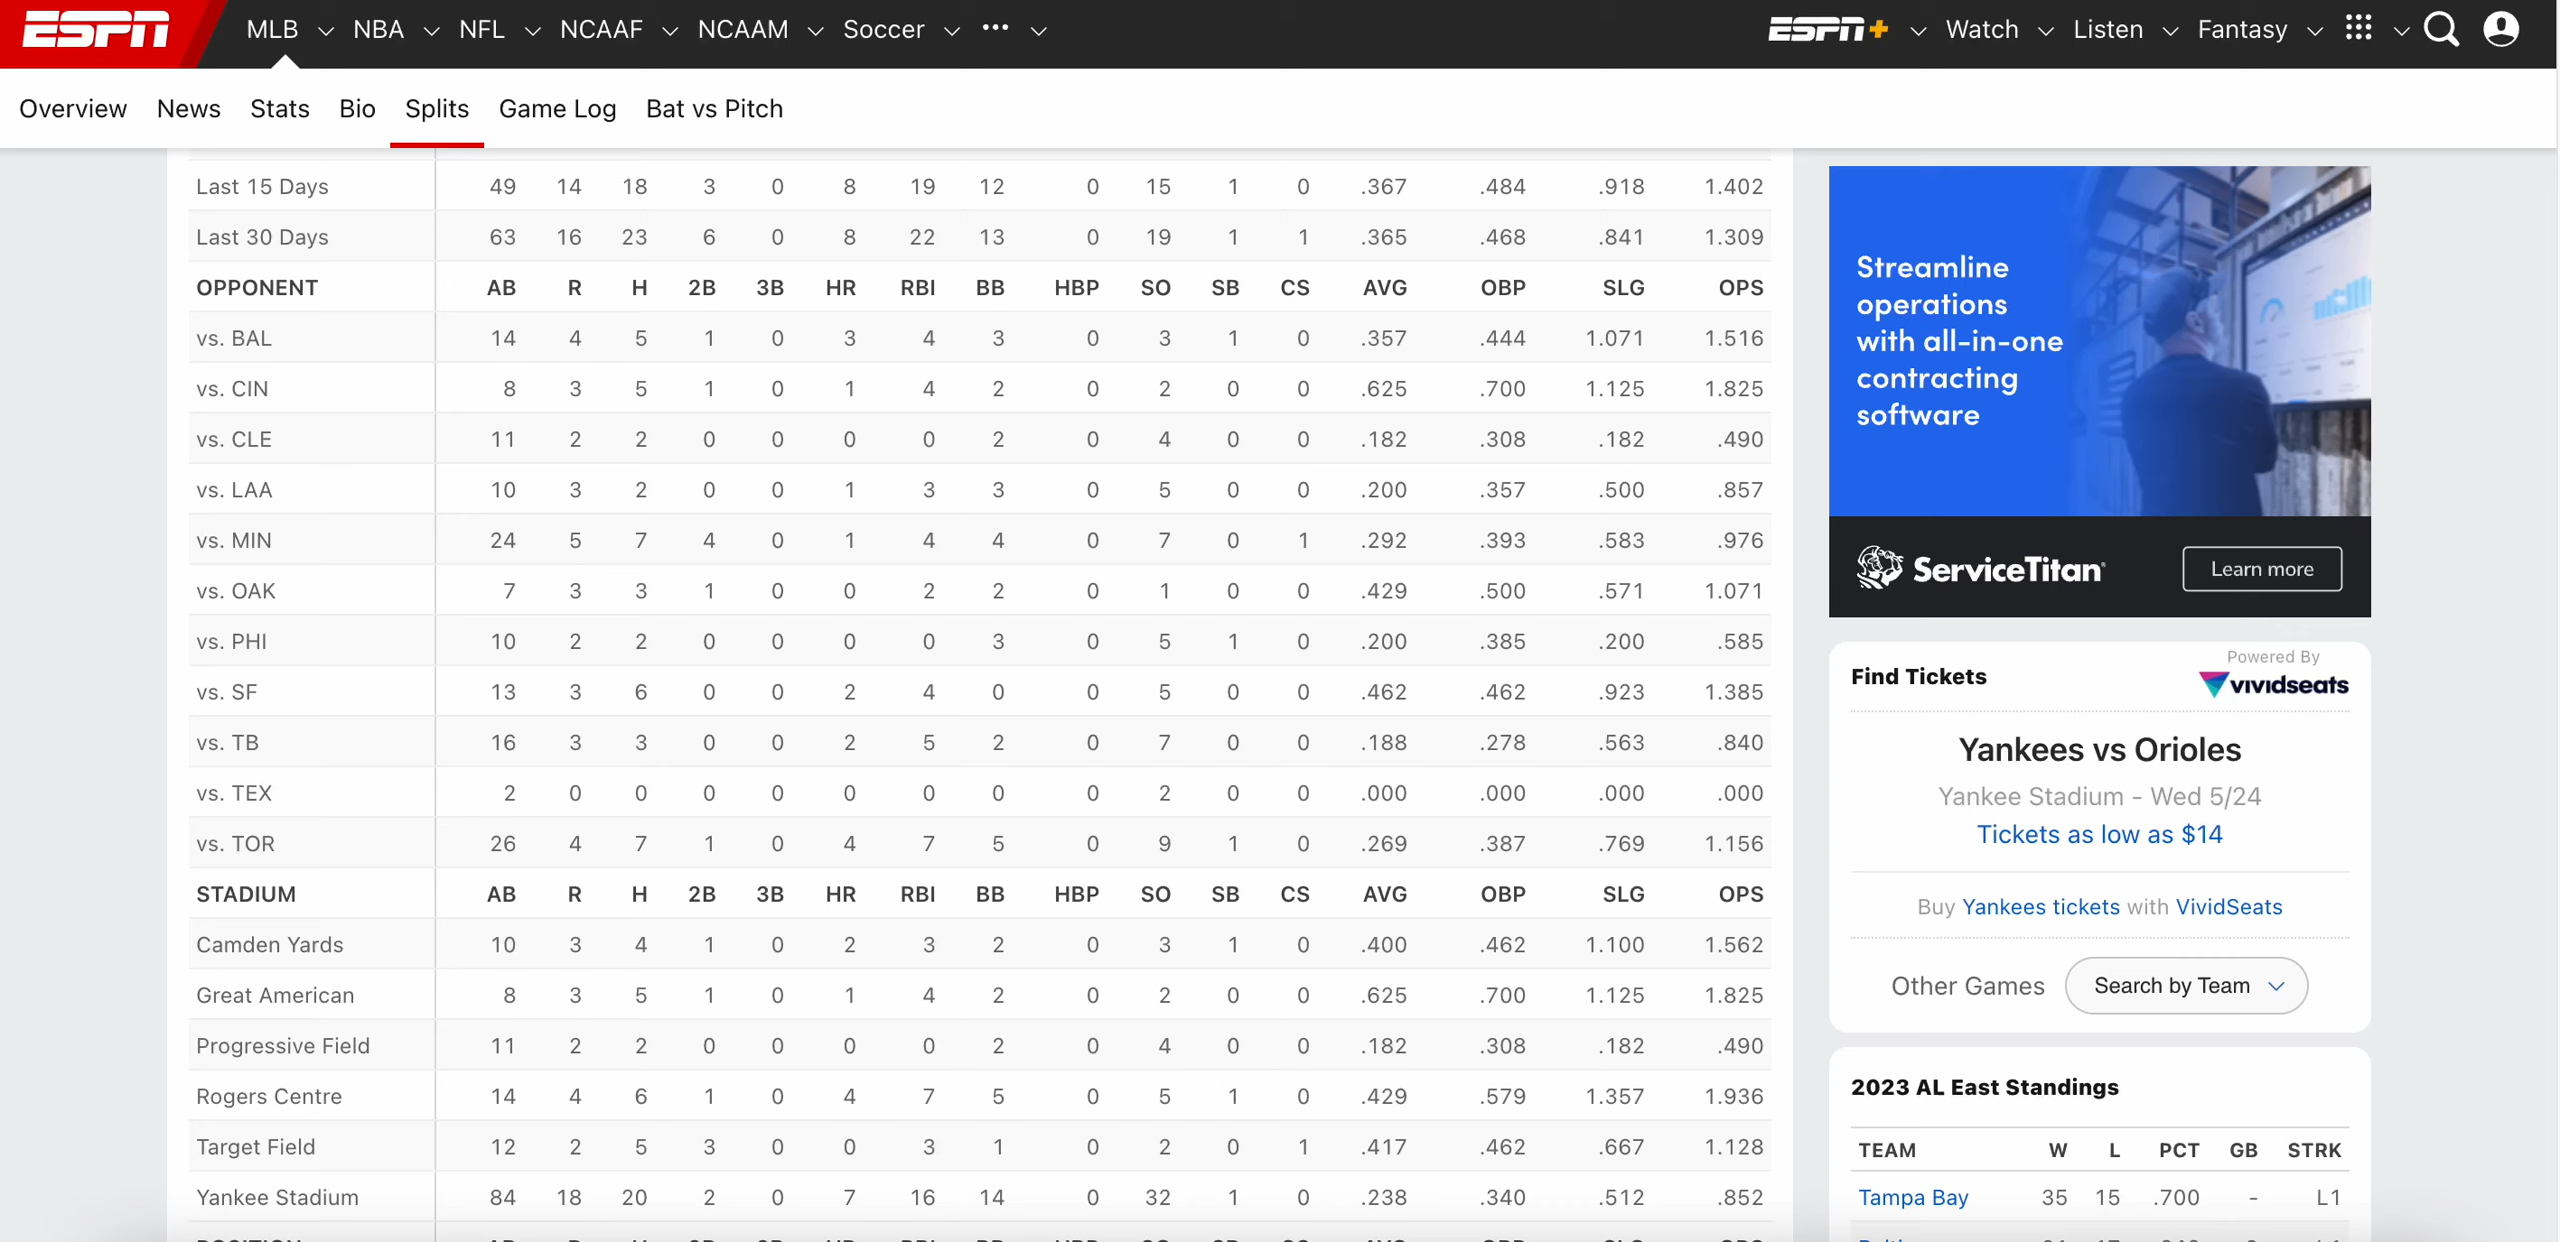 ESPN MLB NBA NFL NCAAF NCAAM Soccer ••• ESPN+ Watch Listen Fantasy
Overview News Stats Bio Splits Game Log Bat vs Pitch
Last 15 Days 49 14 18 3 0 8 19 12 0 15 1 0 .367 .484 .918 1.402
Last 30 Days 63 16 23 6 0 8 22 13 0 19 1 1 .365 .468 .841 1.309
OPPONENT AB R H 2B 3B HR RBI BB HBP SO SB CS AVG OBP SLG OPS
vs. BAL 14 4 5 1 0 3 4 3 0 3 1 0 .357 .444 1.071 1.516
vs. CIN 8 3 5 1 0 1 4 2 0 2 0 0 .625 .700 1.125 1.825
vs. CLE 11 2 2 0 0 0 0 2 0 4 0 0 .182 .308 .182 .490
vs. LAA 10 3 2 0 0 1 3 3 0 5 0 0 .200 .357 .500 .857
vs. MIN 24 5 7 4 0 1 4 4 0 7 0 1 .292 .393 .583 .976
vs. OAK 7 3 3 1 0 0 2 2 0 1 0 0 .429 .500 .571 1.071
vs. PHI 10 2 2 0 0 0 0 3 0 5 1 0 .200 .385 .200 .585
vs. SF 13 3 6 0 0 2 4 0 0 5 0 0 .462 .462 .923 1.385
vs. TB 16 3 3 0 0 2 5 2 0 7 0 0 .188 .278 .563 .840
vs. TEX 2 0 0 0 0 0 0 0 0 2 0 0 .000 .000 .000 .000
vs. TOR 26 4 7 1 0 4 7 5 0 9 1 0 .269 .387 .769 1.156
STADIUM AB R H 2B 3B HR RBI BB HBP SO SB CS AVG OBP SLG OPS
Camden Yards 10 3 4 1 0 2 3 2 0 3 1 0 .400 .462 1.100 1.562
Great American 8 3 5 1 0 1 4 2 0 2 0 0 .625 .700 1.125 1.825
Progressive Field 11 2 2 0 0 0 0 2 0 4 0 0 .182 .308 .182 .490
Rogers Centre 14 4 6 1 0 4 7 5 0 5 1 0 .429 .579 1.357 1.936
Target Field 12 2 5 3 0 0 3 1 0 2 0 1 .417 .462 .667 1.128
Yankee Stadium 84 18 20 2 0 7 16 14 0 32 1 0 .238 .340 .512 .852
Streamline
operations
with all-in-one
contracting
software
ServiceTitan Learn more
Powered By
Find Tickets vividseats
Yankees vs Orioles
Yankee Stadium - Wed 5/24
Tickets as low as $14
Buy Yankees tickets with VividSeats
Other Games Search by Team
2023 AL East Standings
TEAM W L PCT GB STRK
Tampa Bay 35 15 .700 - L1